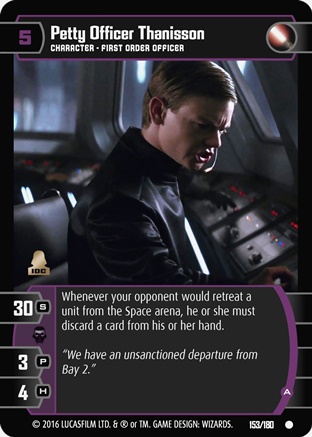 5 Petty Officer Thanisson
CHARACTER - FIRST ORDER OFFICER
IDC
30 S
Whenever your opponent would retreat a
unit from the Space arena, he or she must
discard a card from his or her hand.
3 P
"We have an unsanctioned departure from
Bay 2."
4 H
A
© 2016 LUCASFILM LTD. & ® or TM. GAME DESIGN: WIZARDS. 153/180